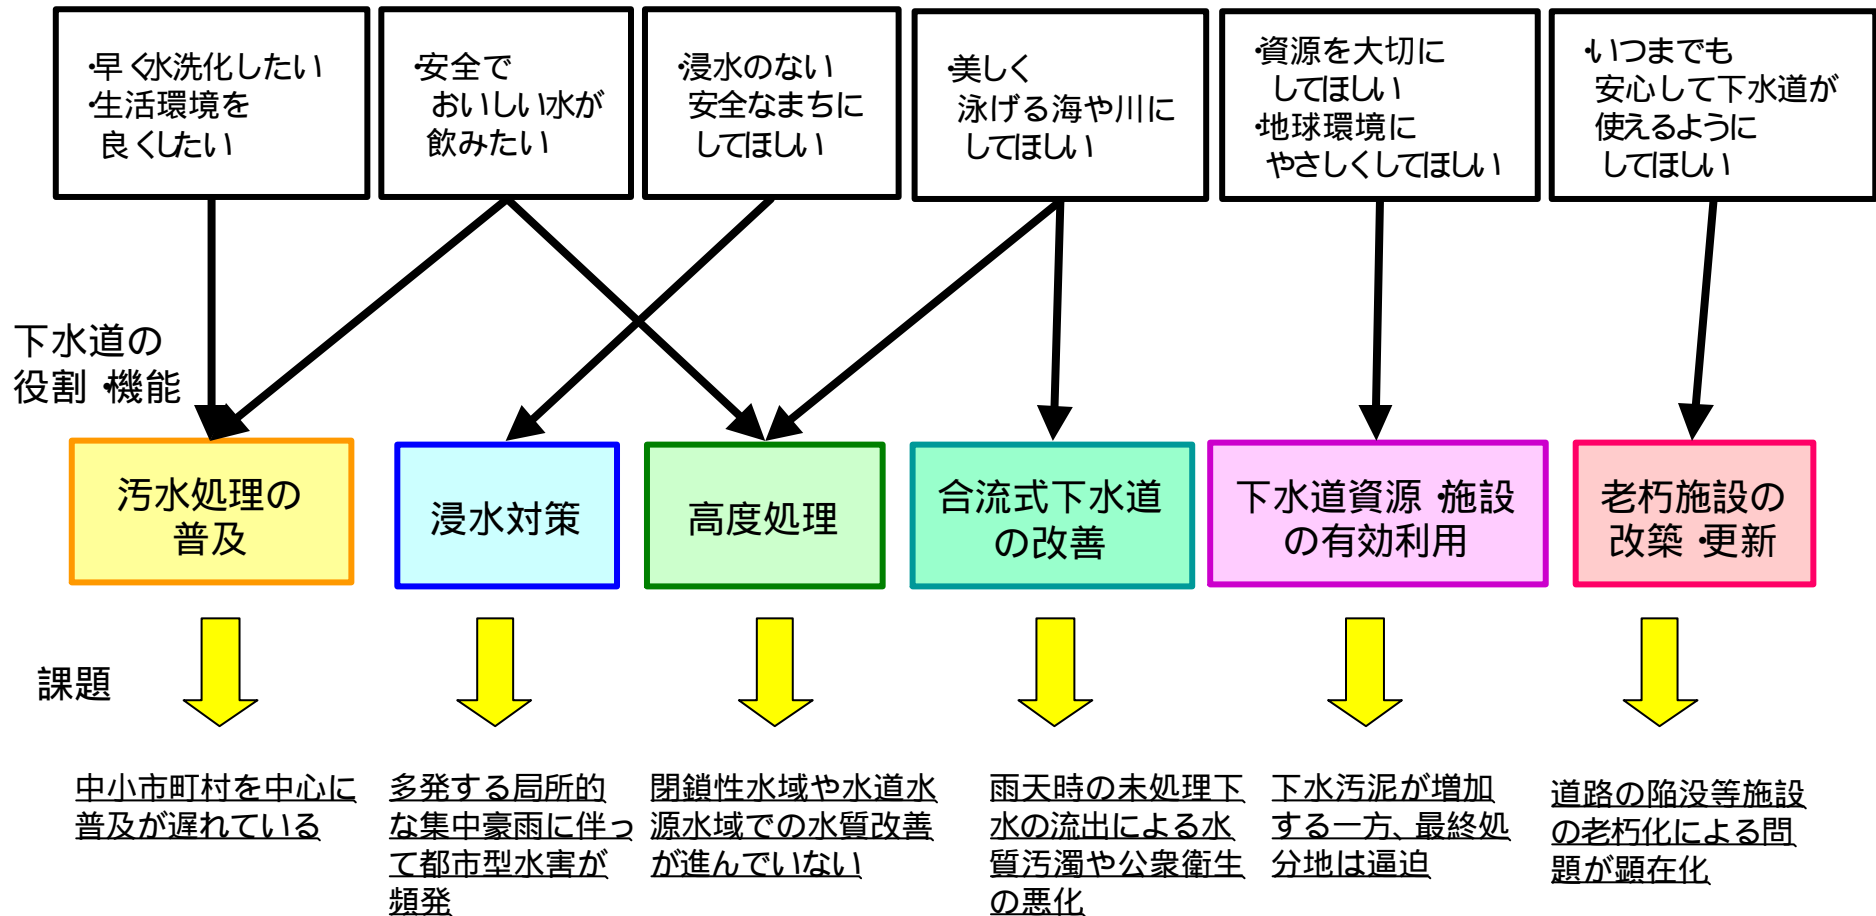 ・早く水洗化したい
・生活環境を
良くしたい
・安全で
おいしい水が
飲みたい
・浸水のない
安全なまちに
してほしい
・美しく
泳げる海や川に
してほしい
・資源を大切に
してほしい
・地球環境に
やさしくしてほしい
・いつまでも
安心して下水道が
使えるように
してほしい
下水道の
役割・機能
汚水処理の
普及
浸水対策
高度処理
合流式下水道
の改善
下水道資源・施設
の有効利用
老朽施設の
改築・更新
課題
中小市町村を中心に
普及が遅れている
多発する局所的
な集中豪雨に伴っ
て都市型水害が
頻発
閉鎖性水域や水道水
源水域での水質改善
が進んでいない
雨天時の未処理下
水の流出による水
質汚濁や公衆衛生
の悪化
下水汚泥が増加
する一方、最終処
分地は逼迫
道路の陥没等施設
の老朽化による問
題が顕在化